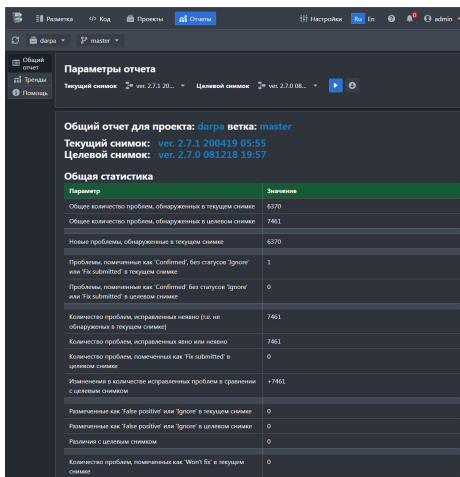 Разметка Код Проекты Отчеты Настройки Ru En admin
darpa master
Общий отчет
Тренды
Помощь
Параметры отчета
Текущий снимок ver. 2.7.1 20... Целевой снимок ver. 2.7.0 08...
Общий отчет для проекта: darpa ветка: master
Текущий снимок: ver. 2.7.1 200419 05:55
Целевой снимок: ver. 2.7.0 081218 19:57
Общая статистика
Параметр Значение
Общее количество проблем, обнаруженных в текущем снимке 6370
Общее количество проблем, обнаруженных в целевом снимке 7461
Новые проблемы, обнаруженные в текущем снимке 6370
Проблемы, помеченные как 'Confirmed', без статусов 'Ignore' 1
или 'Fix submitted' в текущем снимке
Проблемы, помеченные как 'Confirmed' без статусов 'Ignore' 0
или 'Fix submitted' в целевом снимке
Количество проблем, исправленных неявно (т.е. не 7461
обнаруженых в текущем снимке)
Количество проблем, исправленных явно или неявно 7461
Количество проблем, помеченных как 'Fix submitted' в 0
целевом снимке
Измненения в количестве исправленных проблем в сравнении +7461
с целевым снимком
Размеченные как 'False positive' или 'Ignore' в текущем снимке 0
Размеченные как 'False positive' или 'Ignore' в целевом снимке 0
Различия с целевым снимком 0
Количество проблем, помеченных как 'Won't fix' в текущем 0
снимке